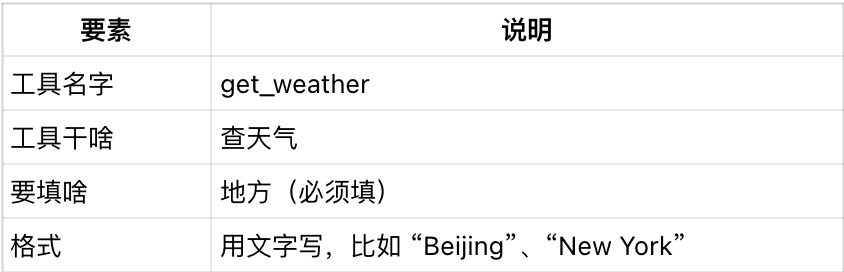 要素 说明
工具名字 get_weather
工具干啥 查天气
要填啥 地方（必须填）
格式 用文字写，比如 “Beijing”、“New York”